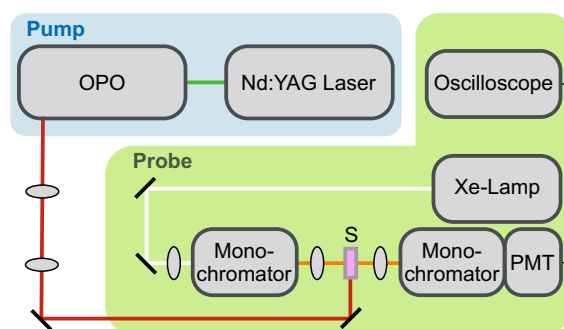 Pump
OPO
Nd:YAG Laser
Oscilloscope
Probe
Xe-Lamp
S
Mono-
chromator
Mono-
chromator
PMT